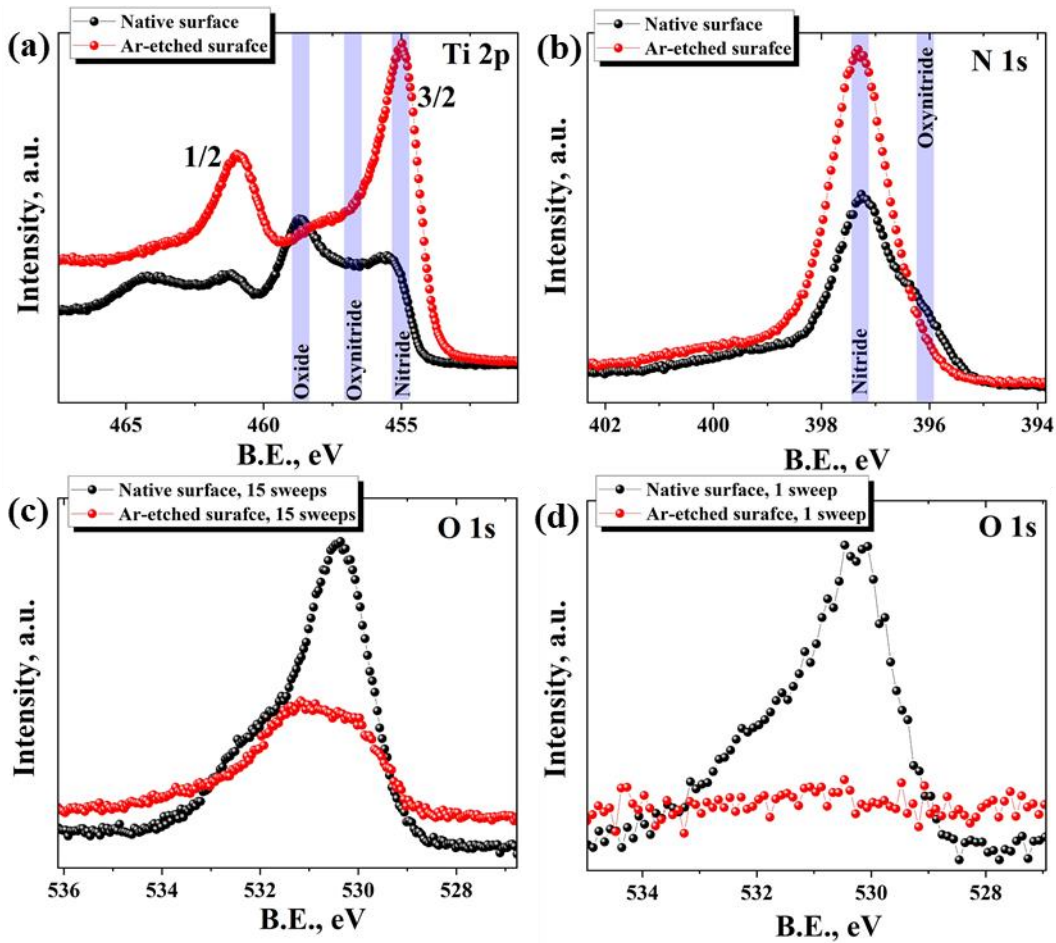 (a)
Native surface
Ar-etched surafce
Ti 2p
3/2
1/2
Oxide
Oxynitride
Nitride
Intensity, a.u.
465
460
455
B.E., eV
(b)
Native surface
Ar-etched surafce
N 1s
Nitride
Oxynitride
Intensity, a.u.
402
400
398
397
396
394
B.E., eV
(c)
Native surface, 15 sweeps
Ar-etched surafce, 15 sweeps
O 1s
Intensity, a.u.
536
532
531
530
528
B.E., eV
(d)
Native surface, 1 sweep
Ar-etched surafce, 1 sweep
O 1s
Intensity, a.u.
534
532
531
530
528
B.E., eV